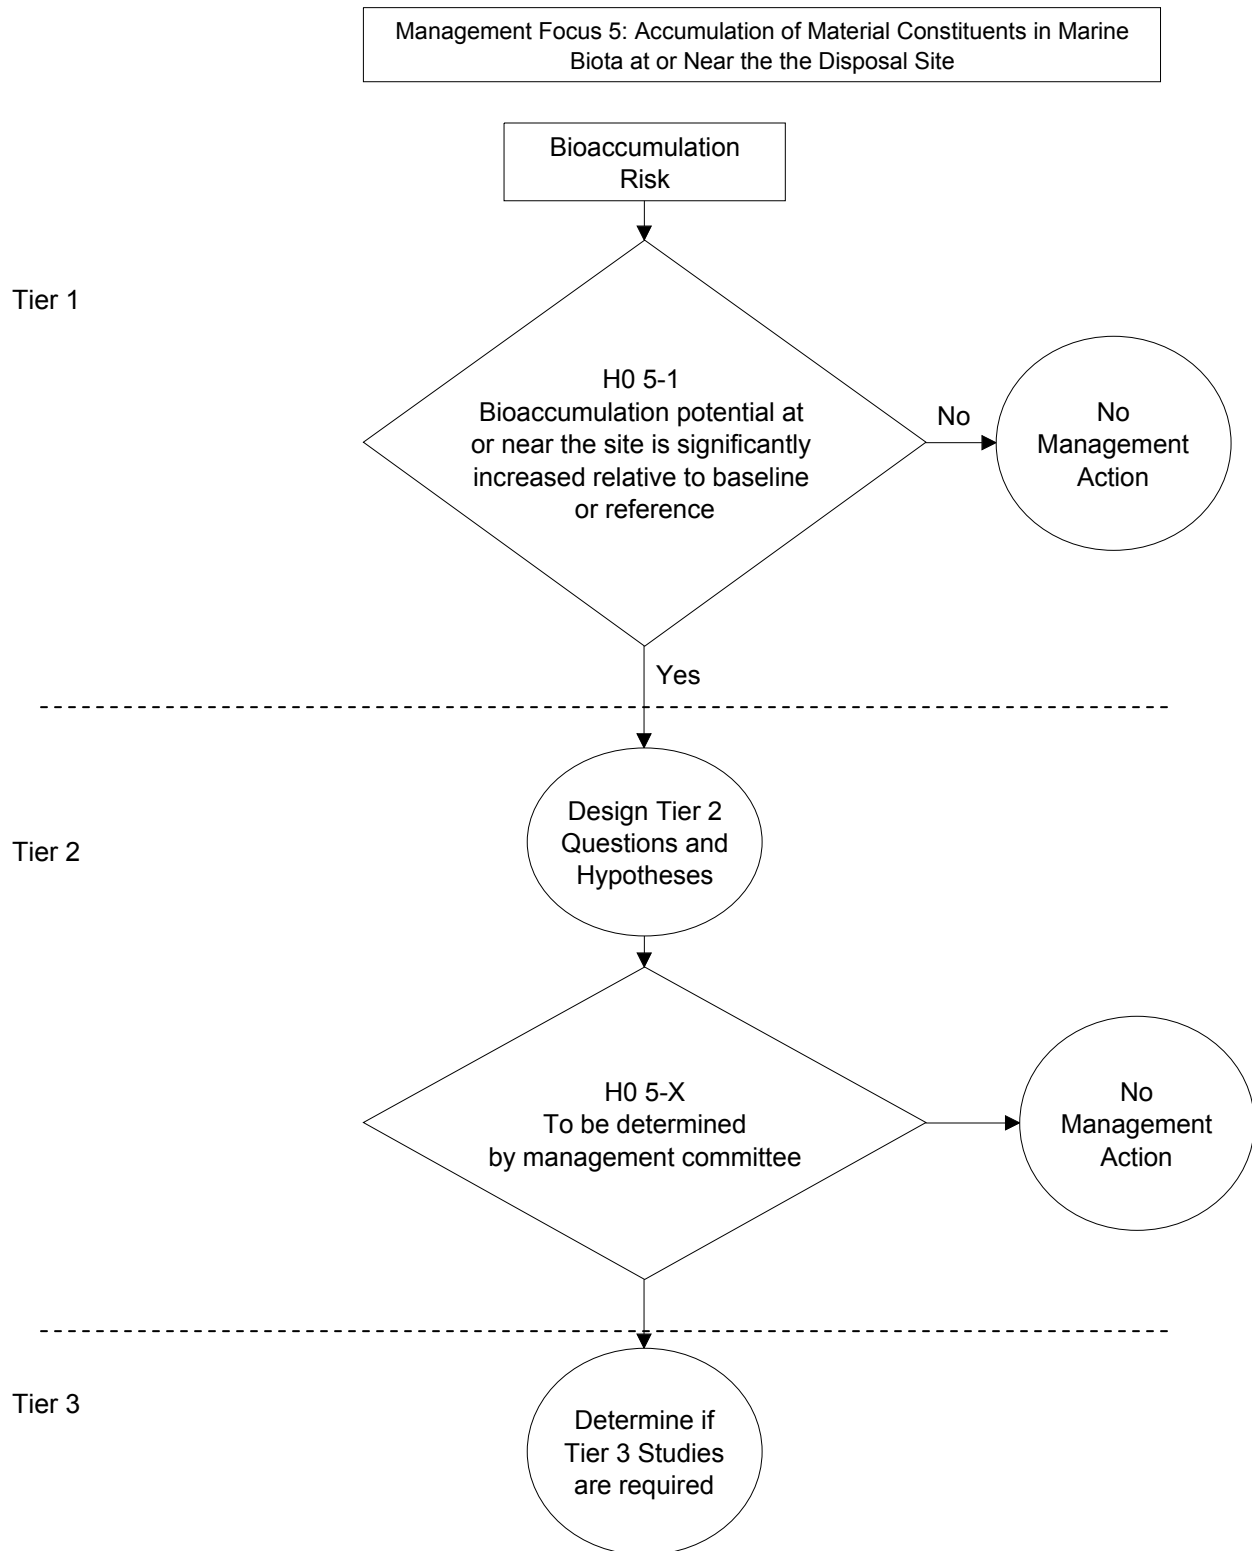 Management Focus 5: Accumulation of Material Constituents in Marine
Biota at or Near the the Disposal Site
Bioaccumulation
Risk
Tier 1
H0 5-1
Bioaccumulation potential at
or near the site is significantly
increased relative to baseline
or reference
No
No
Management
Action
Yes
Tier 2
Design Tier 2
Questions and
Hypotheses
H0 5-X
To be determined
by management committee
No
Management
Action
Tier 3
Determine if
Tier 3 Studies
are required